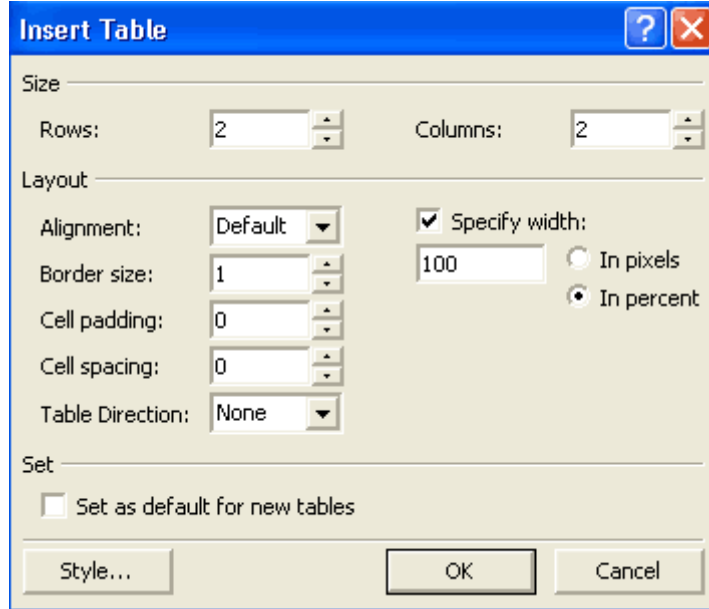 Insert Table
Size
Rows: 2 Columns: 2
Layout
Alignment: Default Specify width:
Border size: 1 100 In pixels
In percent
Cell padding: 0
Cell spacing: 0
Table Direction: None
Set
Set as default for new tables
Style... OK Cancel